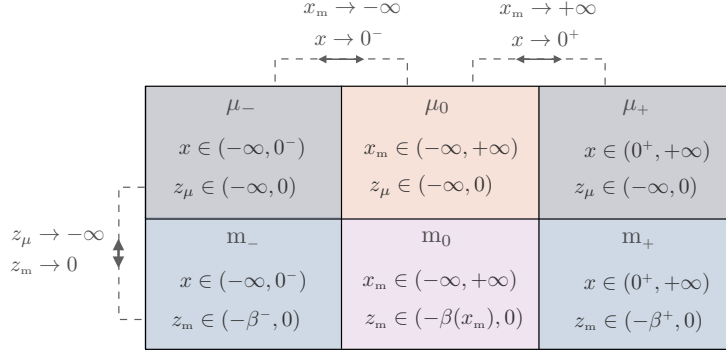 x_m → −∞
x → 0⁻
x_m → +∞
x → 0⁺
μ₋
μ₀
μ₊
x ∈ (−∞, 0⁻)
x_m ∈ (−∞, +∞)
x ∈ (0⁺, +∞)
z_μ ∈ (−∞, 0)
z_μ ∈ (−∞, 0)
z_μ ∈ (−∞, 0)
z_μ → −∞
z_m → 0
m₋
m₀
m₊
x ∈ (−∞, 0⁻)
x_m ∈ (−∞, +∞)
x ∈ (0⁺, +∞)
z_m ∈ (−β⁻, 0)
z_m ∈ (−β(x_m), 0)
z_m ∈ (−β⁺, 0)